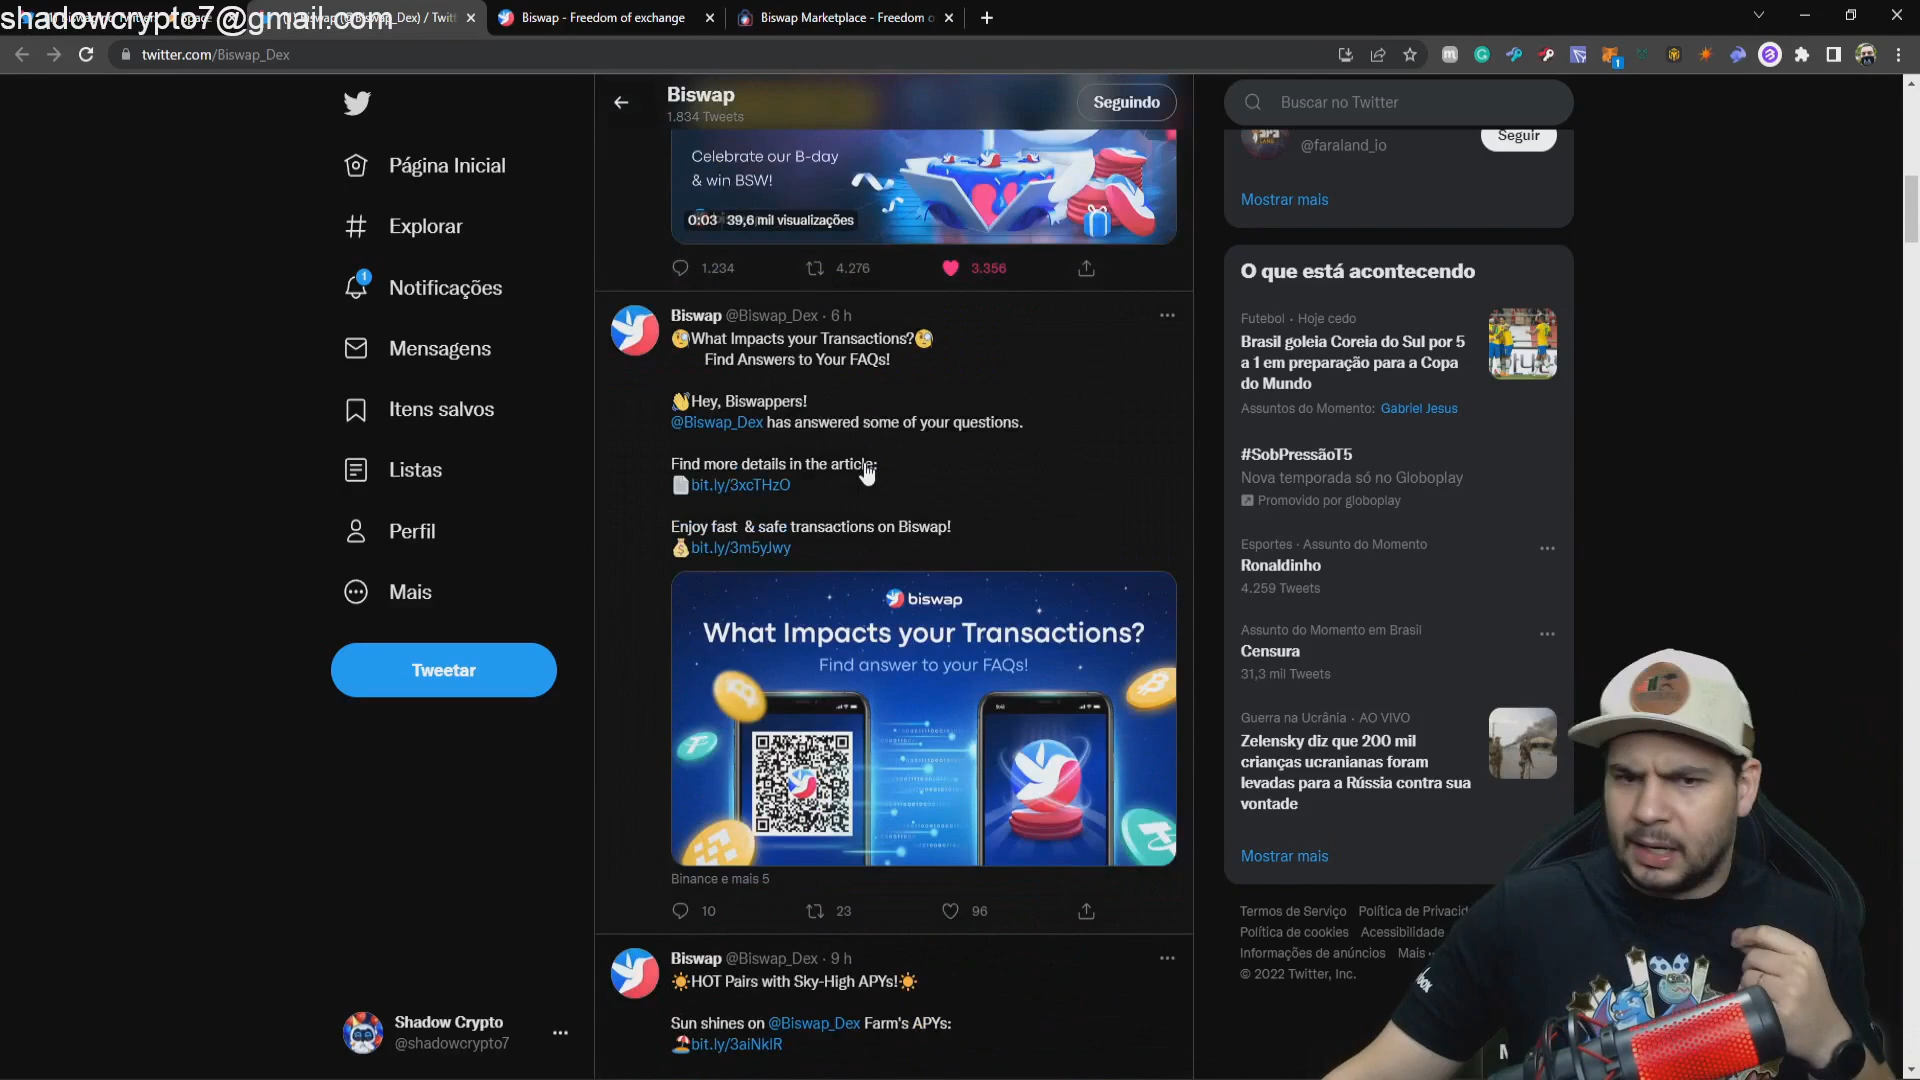 shadowcrypto7@gmail.com
Biswap - Freedom of exchange
Biswap Marketplace - Freedom o
twitter.com/Biswap_Dex
1
Página Inicial
Explorar
1
Notificações
Mensagens
Itens salvos
Listas
Perfil
Mais
Tweetar
Shadow Crypto
@shadowcrypto7
Biswap
1.834 Tweets
Seguindo
Celebrate our B-day
& win BSW!
0:03 39,6 mil visualizações
1.234 4.276 3.356
Biswap @Biswap_Dex · 6 h
🧐What Impacts your Transactions?🧐
Find Answers to Your FAQs!
👋Hey, Biswappers!
@Biswap_Dex has answered some of your questions.
Find more details in the article:
📄bit.ly/3xcTHzO
Enjoy fast & safe transactions on Biswap!
💰bit.ly/3m5yJwy
biswap
What Impacts your Transactions?
Find answer to your FAQs!
Binance e mais 5
10 23 96
Biswap @Biswap_Dex · 9 h
☀️HOT Pairs with Sky-High APYs!☀️
Sun shines on @Biswap_Dex Farm's APYs:
🏖bit.ly/3aiNklR
Buscar no Twitter
@faraland_io
Seguir
Mostrar mais
O que está acontecendo
Futebol · Hoje cedo
Brasil goleia Coreia do Sul por 5
a 1 em preparação para a Copa
do Mundo
Assuntos do Momento: Gabriel Jesus
#SobPressãoT5
Nova temporada só no Globoplay
Promovido por globoplay
Esportes · Assunto do Momento
Ronaldinho
4.259 Tweets
Assunto do Momento em Brasil
Censura
31,3 mil Tweets
Guerra na Ucrânia · AO VIVO
Zelensky diz que 200 mil
crianças ucranianas foram
levadas para a Rússia contra sua
vontade
Mostrar mais
Termos de Serviço Política de Privacid
Política de cookies Acessibilidade
Informações de anúncios Mais ···
© 2022 Twitter, Inc.